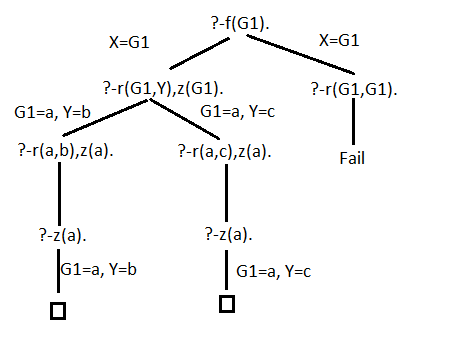 ?-f(G1).
X=G1
X=G1
?-r(G1,Y),z(G1).
?-r(G1,G1).
G1=a, Y=b
G1=a, Y=c
?-r(a,b),z(a).
?-r(a,c),z(a).
Fail
?-z(a).
?-z(a).
G1=a, Y=b
G1=a, Y=c